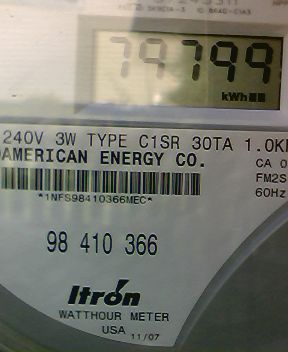 79799
kWh
240V 3W TYPE C1SR 30TA 1.0K
AMERICAN ENERGY CO.
CA 0
FM2S
60Hz
*1NFS98410366MEC*
98 410 366
Itron
WATTHOUR METER
USA 11/07